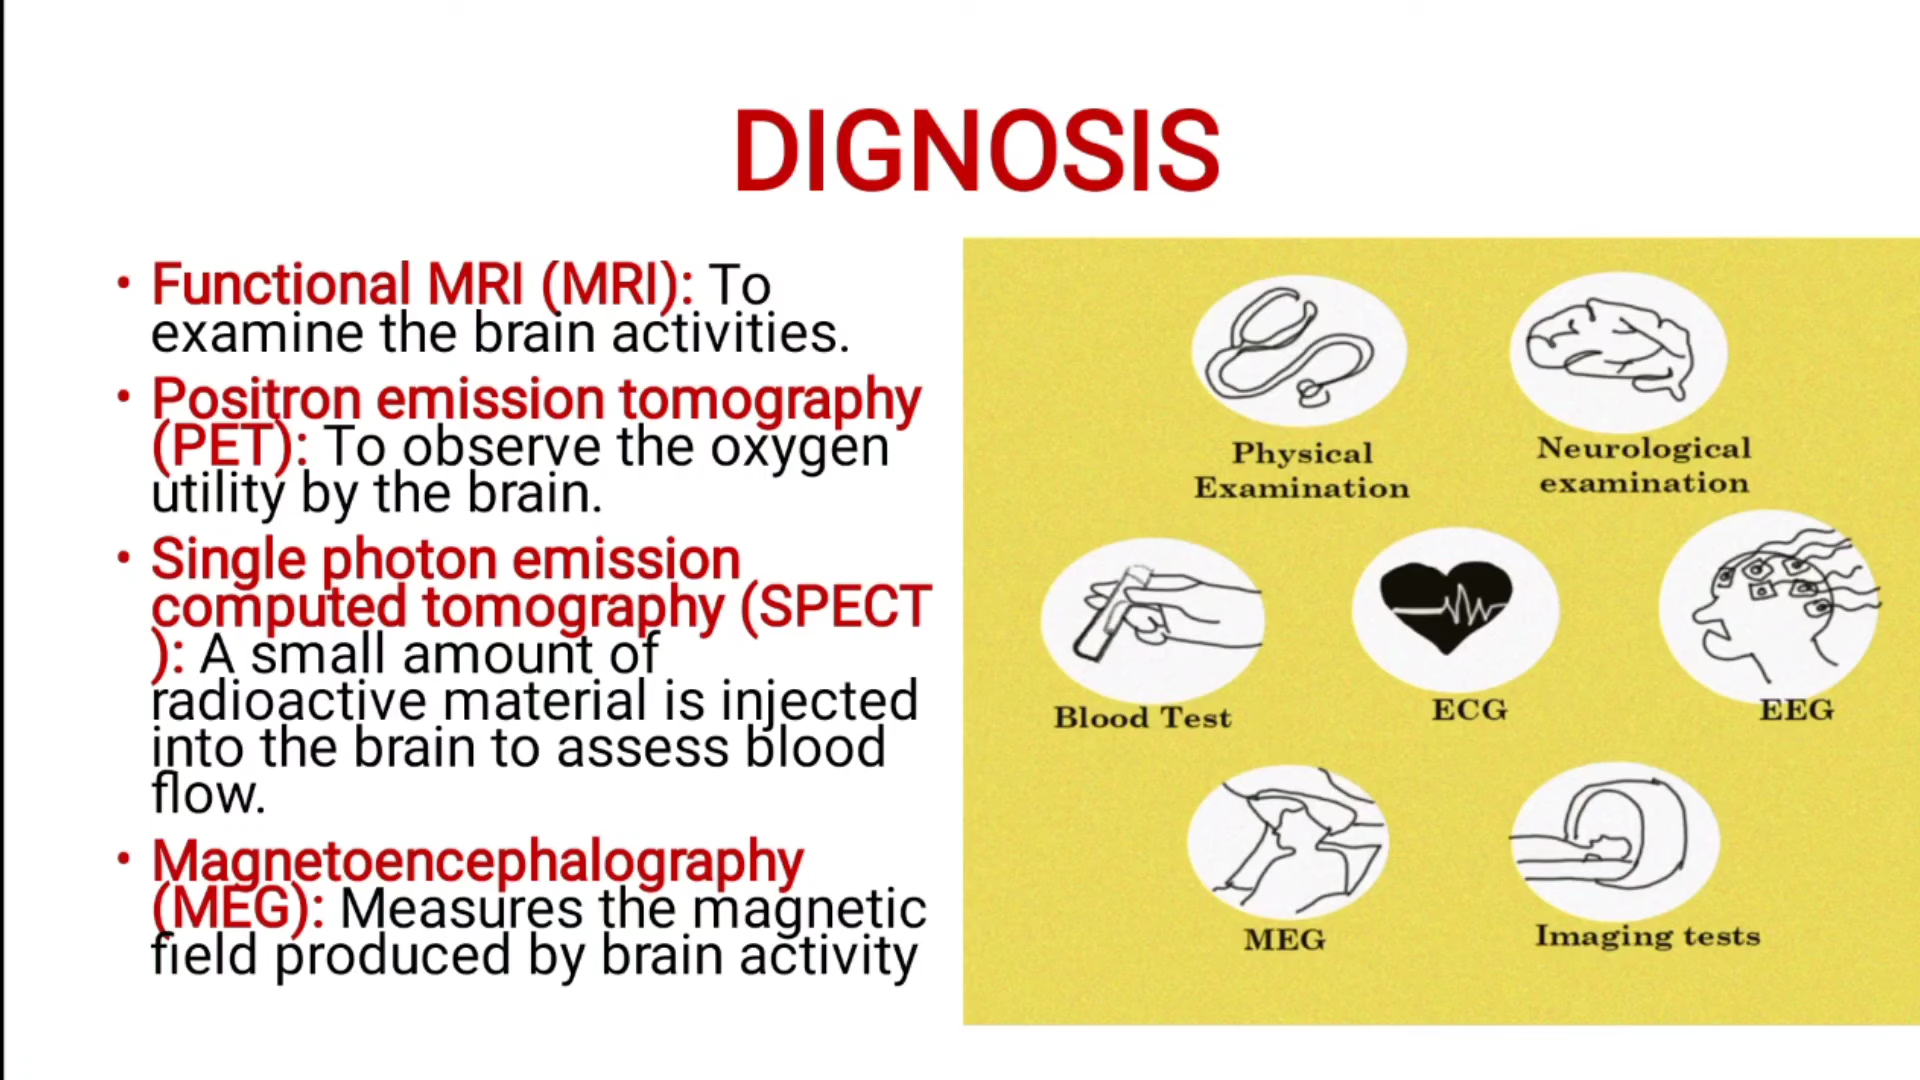 DIGNOSIS
• Functional MRI (MRI): To
examine the brain activities.
• Positron emission tomography
(PET): To observe the oxygen
utility by the brain.
• Single photon emission
computed tomography (SPECT
): A small amount of
radioactive material is injected
into the brain to assess blood
flow.
• Magnetoencephalography
(MEG): Measures the magnetic
field produced by brain activity
Physical
Examination
Neurological
examination
Blood Test
ECG
EEG
MEG
Imaging tests